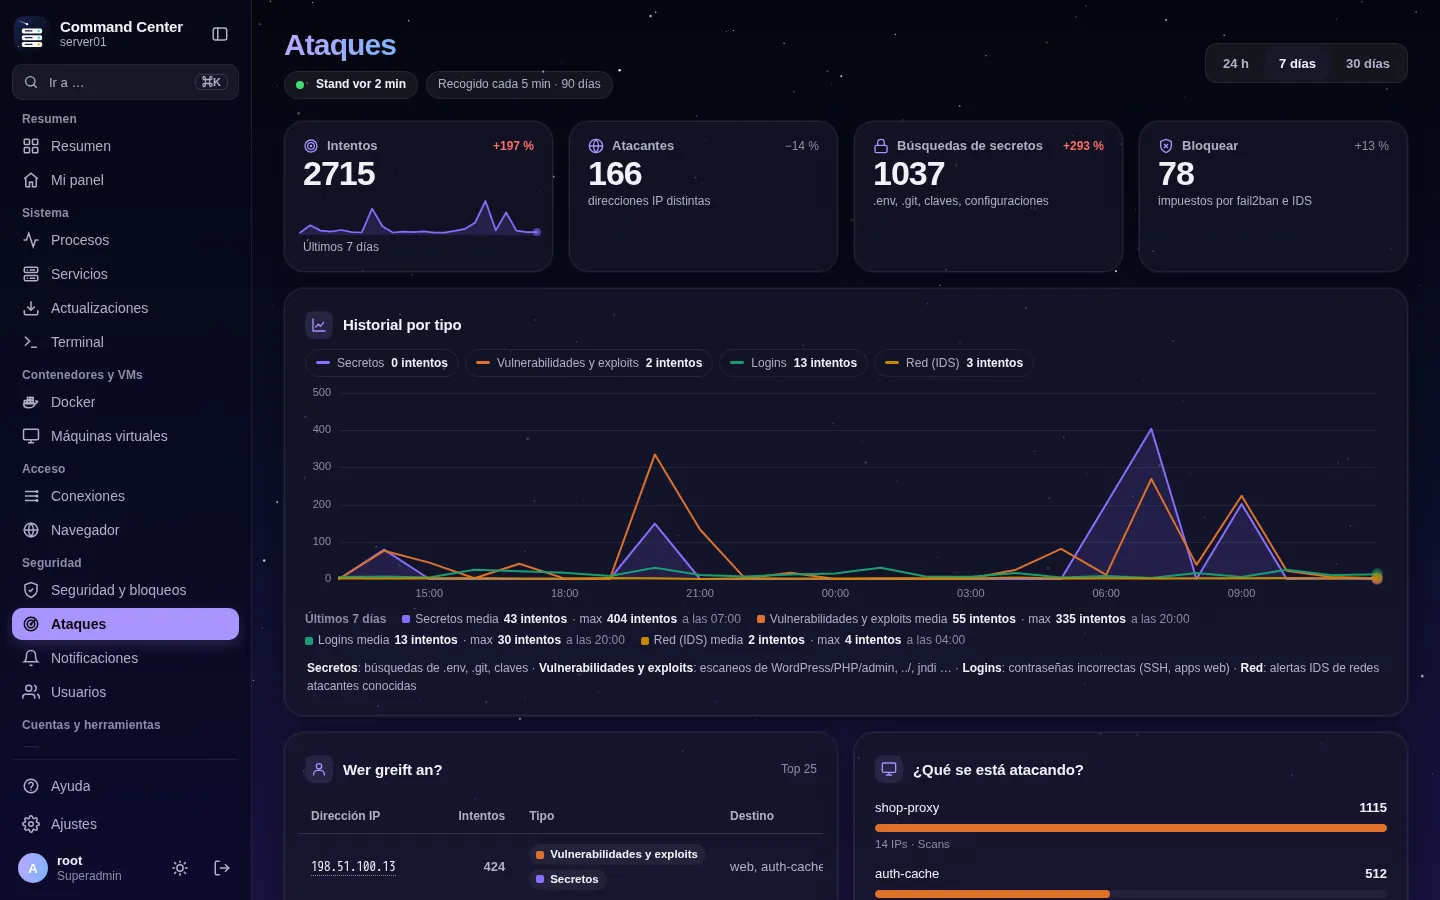 Command Center
server01
Ir a …
⌘K
Resumen
Resumen
Mi panel
Sistema
Procesos
Servicios
Actualizaciones
Terminal
Contenedores y VMs
Docker
Máquinas virtuales
Acceso
Conexiones
Navegador
Seguridad
Seguridad y bloqueos
Ataques
Notificaciones
Usuarios
Cuentas y herramientas
Ayuda
Ajustes
A
root
Superadmin
Ataques
Stand vor 2 min
Recogido cada 5 min · 90 días
24 h
7 días
30 días
Intentos
+197 %
2715
Últimos 7 días
Atacantes
−14 %
166
direcciones IP distintas
Búsquedas de secretos
+293 %
1037
.env, .git, claves, configuraciones
Bloquear
+13 %
78
impuestos por fail2ban e IDS
Historial por tipo
Secretos 0 intentos
Vulnerabilidades y exploits 2 intentos
Logins 13 intentos
Red (IDS) 3 intentos
500
400
300
200
100
0
15:00 18:00 21:00 00:00 03:00 06:00 09:00
Últimos 7 días Secretos media 43 intentos · max 404 intentos a las 07:00 Vulnerabilidades y exploits media 55 intentos · max 335 intentos a las 20:00
Logins media 13 intentos · max 30 intentos a las 20:00 Red (IDS) media 2 intentos · max 4 intentos a las 04:00
Secretos: búsquedas de .env, .git, claves · Vulnerabilidades y exploits: escaneos de WordPress/PHP/admin, ../, jndi … · Logins: contraseñas incorrectas (SSH, apps web) · Red: alertas IDS de redes
atacantes conocidas
Wer greift an?
Top 25
Dirección IP Intentos Tipo Destino
198.51.100.13 424 Vulnerabilidades y exploits web, auth-cache
Secretos
¿Qué se está atacando?
shop-proxy 1115
14 IPs · Scans
auth-cache 512